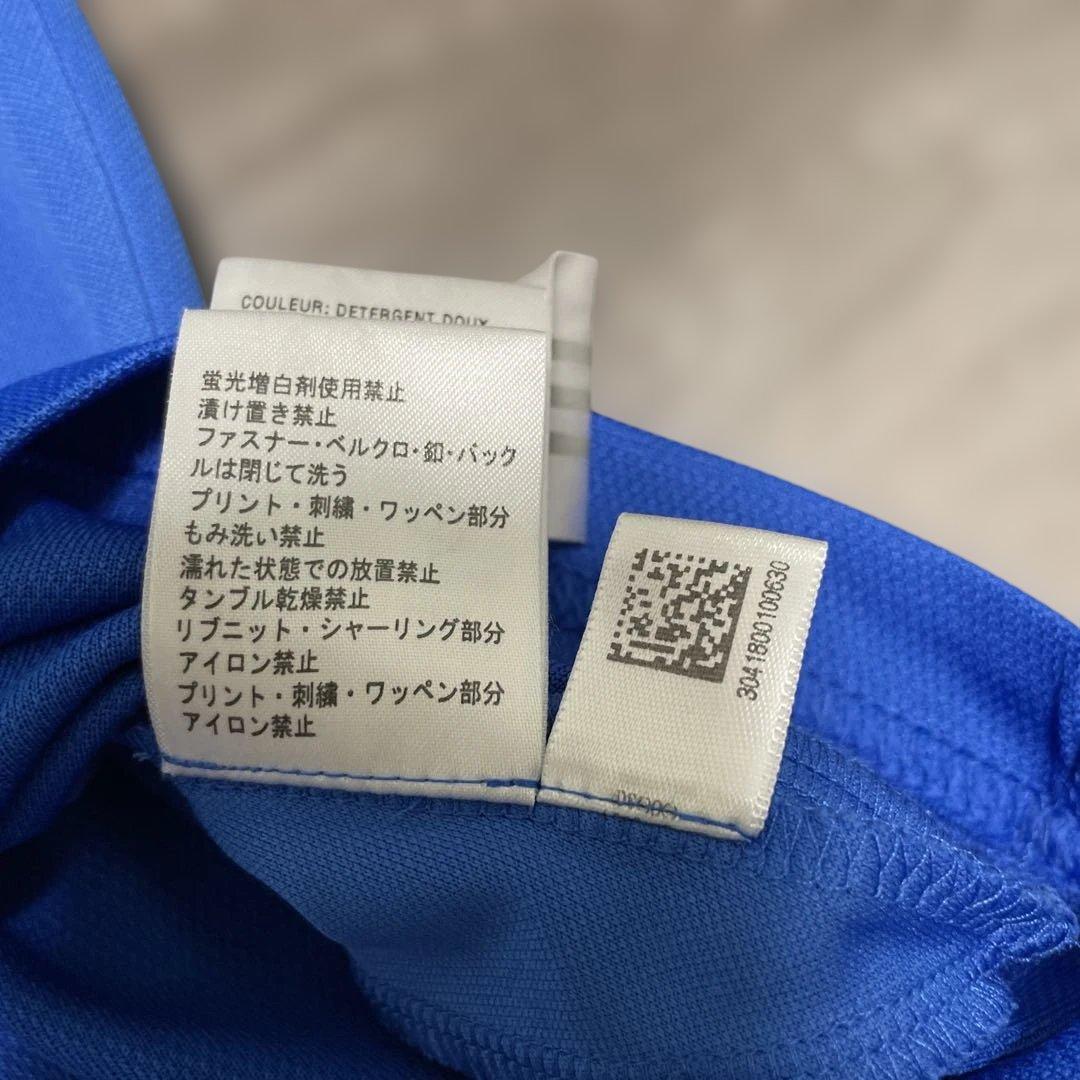 COULEUR: DETERGENT DOUX
蛍光増白剤使用禁止
漬け置き禁止
ファスナー・ベルクロ・釦・バック
ルは閉じて洗う
プリント・刺繍・ワッペン部分
もみ洗い禁止
濡れた状態での放置禁止
タンブル乾燥禁止
リブニット・シャーリング部分
アイロン禁止
プリント・刺繍・ワッペン部分
アイロン禁止
3041800100630